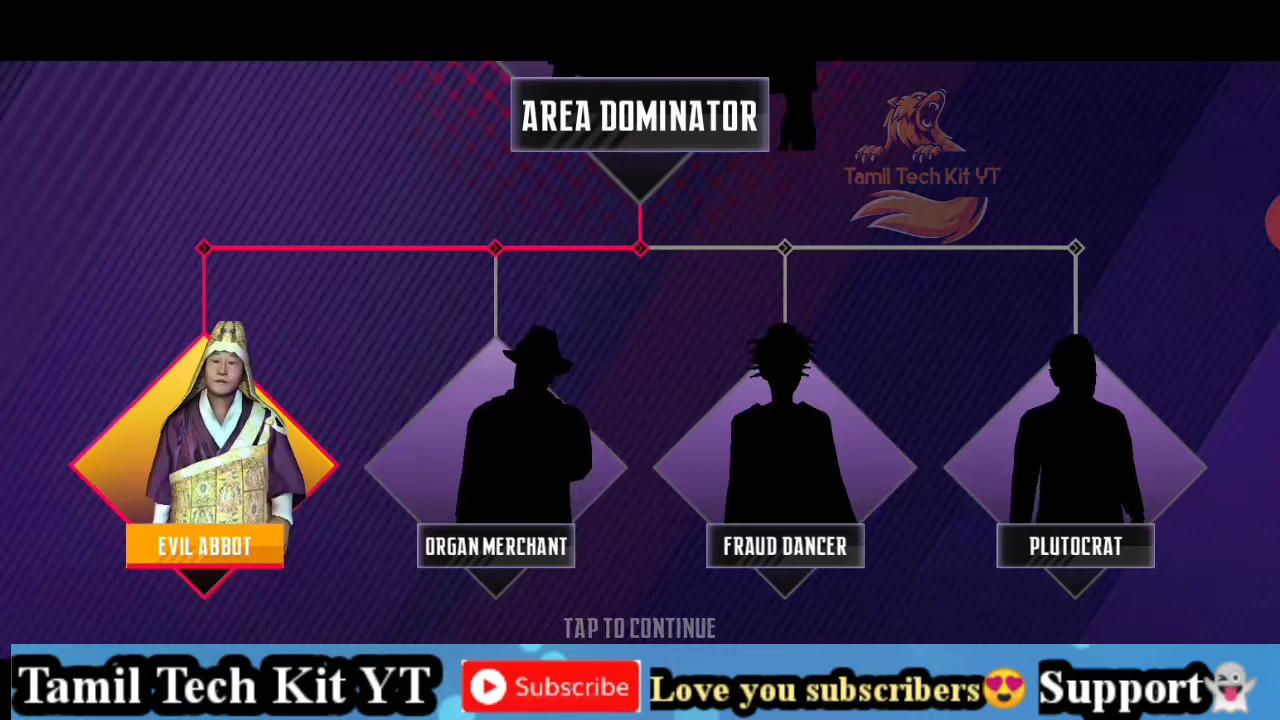 AREA DOMINATOR
Tamil Tech Kit YT
EVIL ABBOT
ORGAN MERCHANT
FRAUD DANCER
PLUTOCRAT
TAP TO CONTINUE
Tamil Tech Kit YT Subscribe Love you subscribers😍 Support👻